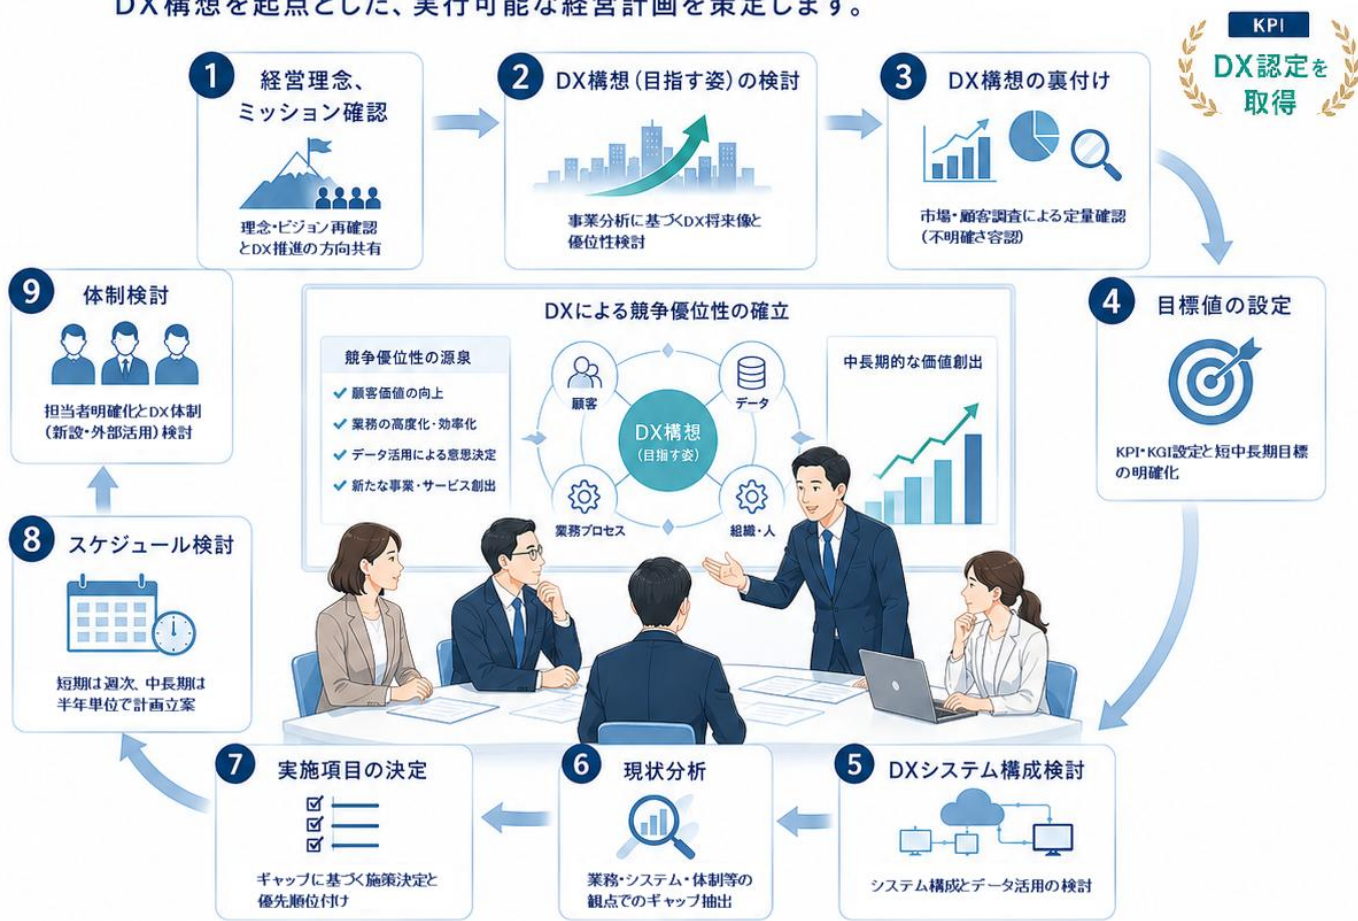 DX構想を起点とした、実行可能な経営計画を策定します。
KPI
DX認定を
取得
1
経営理念、
ミッション確認
理念・ビジョン再確認
とDX推進の方向共有
2
DX構想(目指す姿)の検討
事業分析に基づくDX将来像と
優位性検討
3
DX構想の裏付け
市場・顧客調査による定量確認
(不明確さ容認)
4
目標値の設定
KPI・KGI設定と短中長期目標
の明確化
DXによる競争優位性の確立
競争優位性の源泉
顧客価値の向上
業務の高度化・効率化
データ活用による意思決定
新たな事業・サービス創出
顧客
データ
DX構想
(目指す姿)
業務プロセス
組織・人
中長期的な価値創出
5
DXシステム構成検討
システム構成とデータ活用の検討
6
現状分析
業務・システム・体制等の
観点でのギャップ抽出
7
実施項目の決定
ギャップに基づく施策決定と
優先順位付け
8
スケジュール検討
短期は週次、中長期は
半年単位で計画立案
9
体制検討
担当者明確化とDX体制
(新設・外部活用)検討